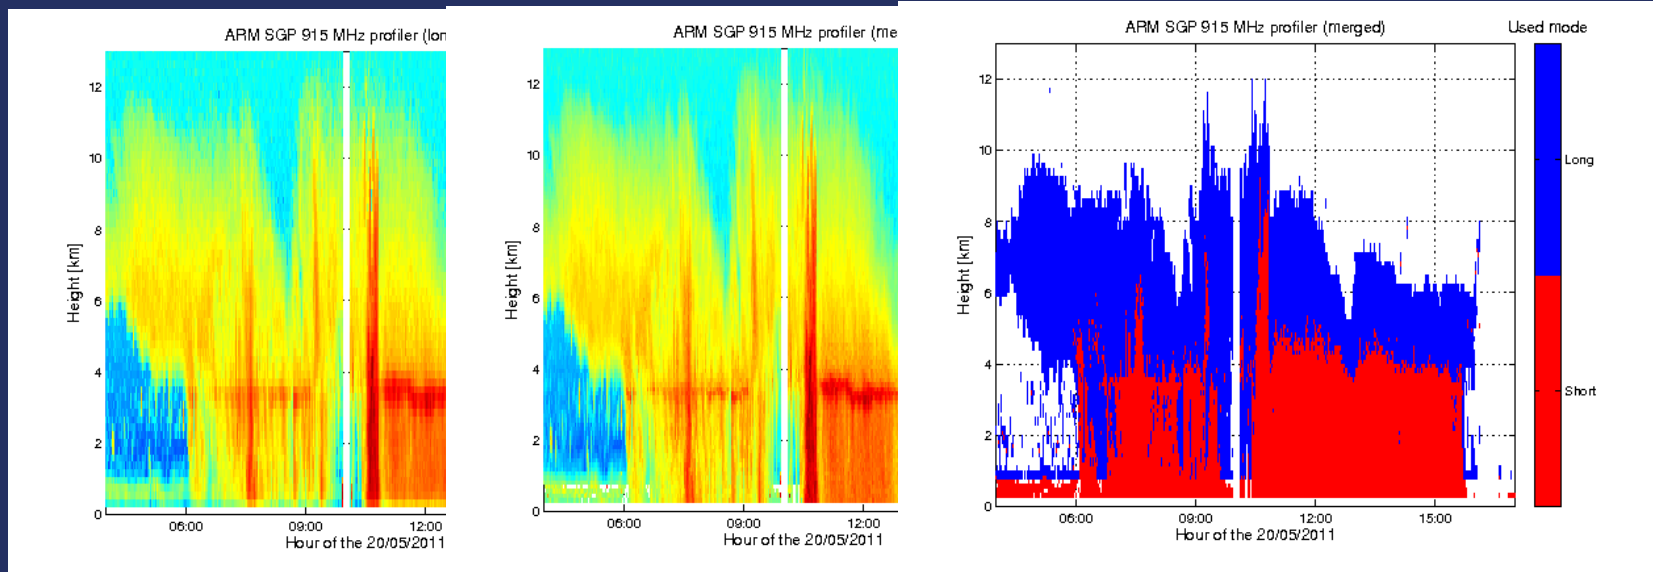 ARM SGP 915 MHz profiler (lon
12
10
8
6
4
2
0
Height [km]
06:00
09:00
12:00
Hour of the 20/05/2011
ARM SGP 915 MHz profiler (me
12
10
8
6
4
2
0
Height [km]
06:00
09:00
12:00
Hour of the 20/05/2011
ARM SGP 915 MHz profiler (merged)
12
10
8
6
4
2
0
Height [km]
06:00
09:00
12:00
15:00
Hour of the 20/05/2011
Used mode
Long
Short